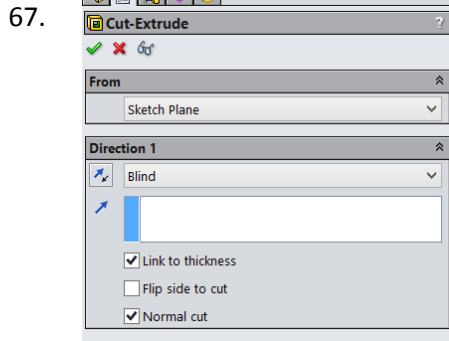 67.
Cut-Extrude ?
From
Sketch Plane
Direction 1
Blind
Link to thickness
Flip side to cut
Normal cut